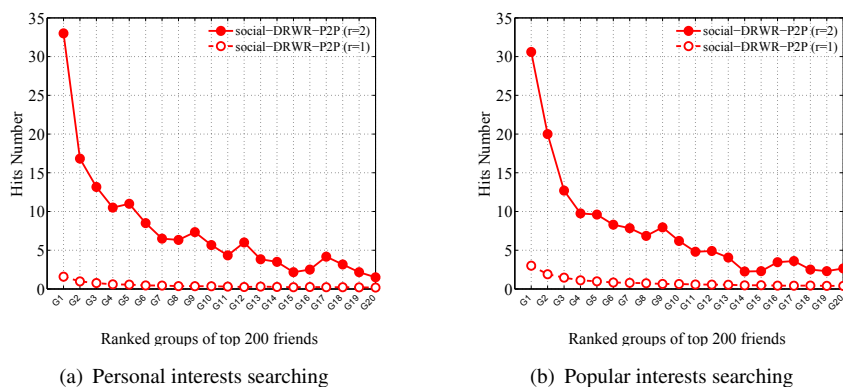 35
30
25
20
15
10
5
0
Hits Number
social−DRWR−P2P (r=2)
social−DRWR−P2P (r=1)
G1 G2 G3 G4 G5 G6 G7 G8 G9 G10 G11 G12 G13 G14 G15 G16 G17 G18 G19 G20
Ranked groups of top 200 friends
(a) Personal interests searching
35
30
25
20
15
10
5
0
Hits Number
social−DRWR−P2P (r=2)
social−DRWR−P2P (r=1)
G1 G2 G3 G4 G5 G6 G7 G8 G9 G10 G11 G12 G13 G14 G15 G16 G17 G18 G19 G20
Ranked groups of top 200 friends
(b) Popular interests searching